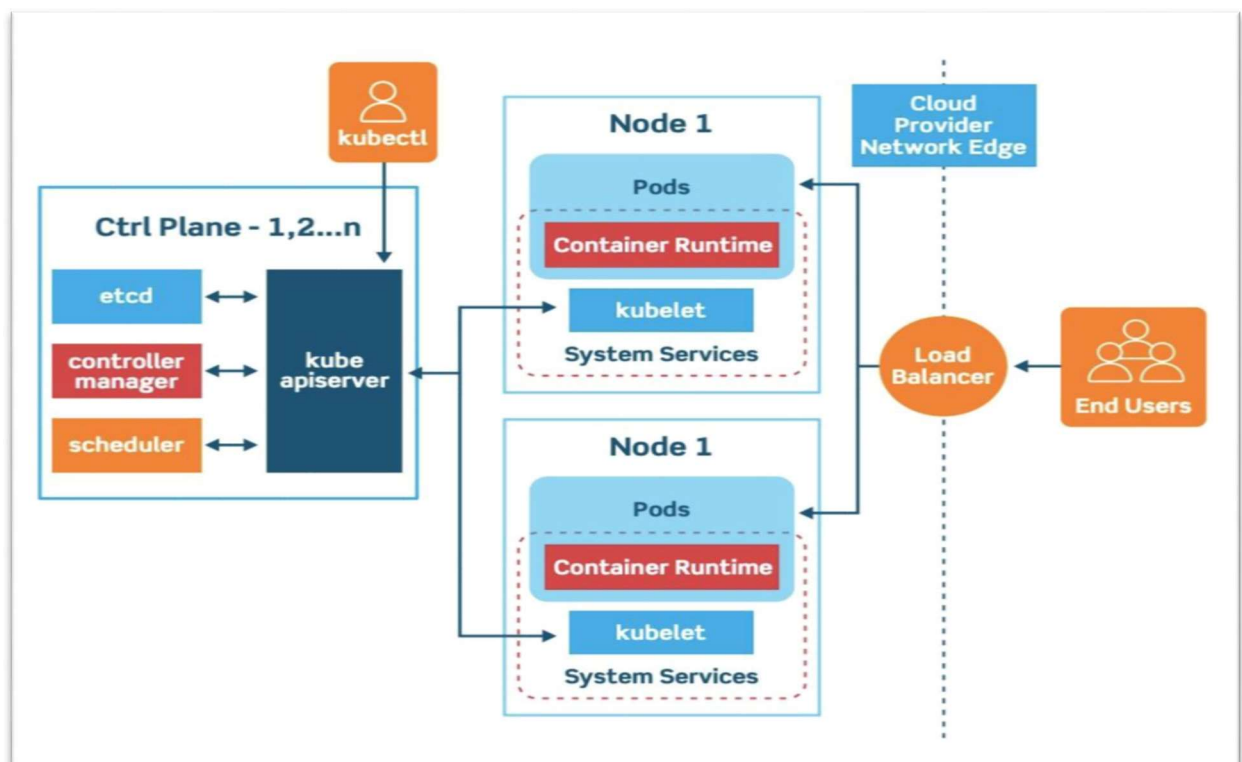 kubectl
Ctrl Plane - 1,2...n
etcd
controller
manager
scheduler
kube
apiserver
Node 1
Pods
Container Runtime
kubelet
System Services
Node 1
Pods
Container Runtime
kubelet
System Services
Cloud
Provider
Network Edge
Load
Balancer
End Users